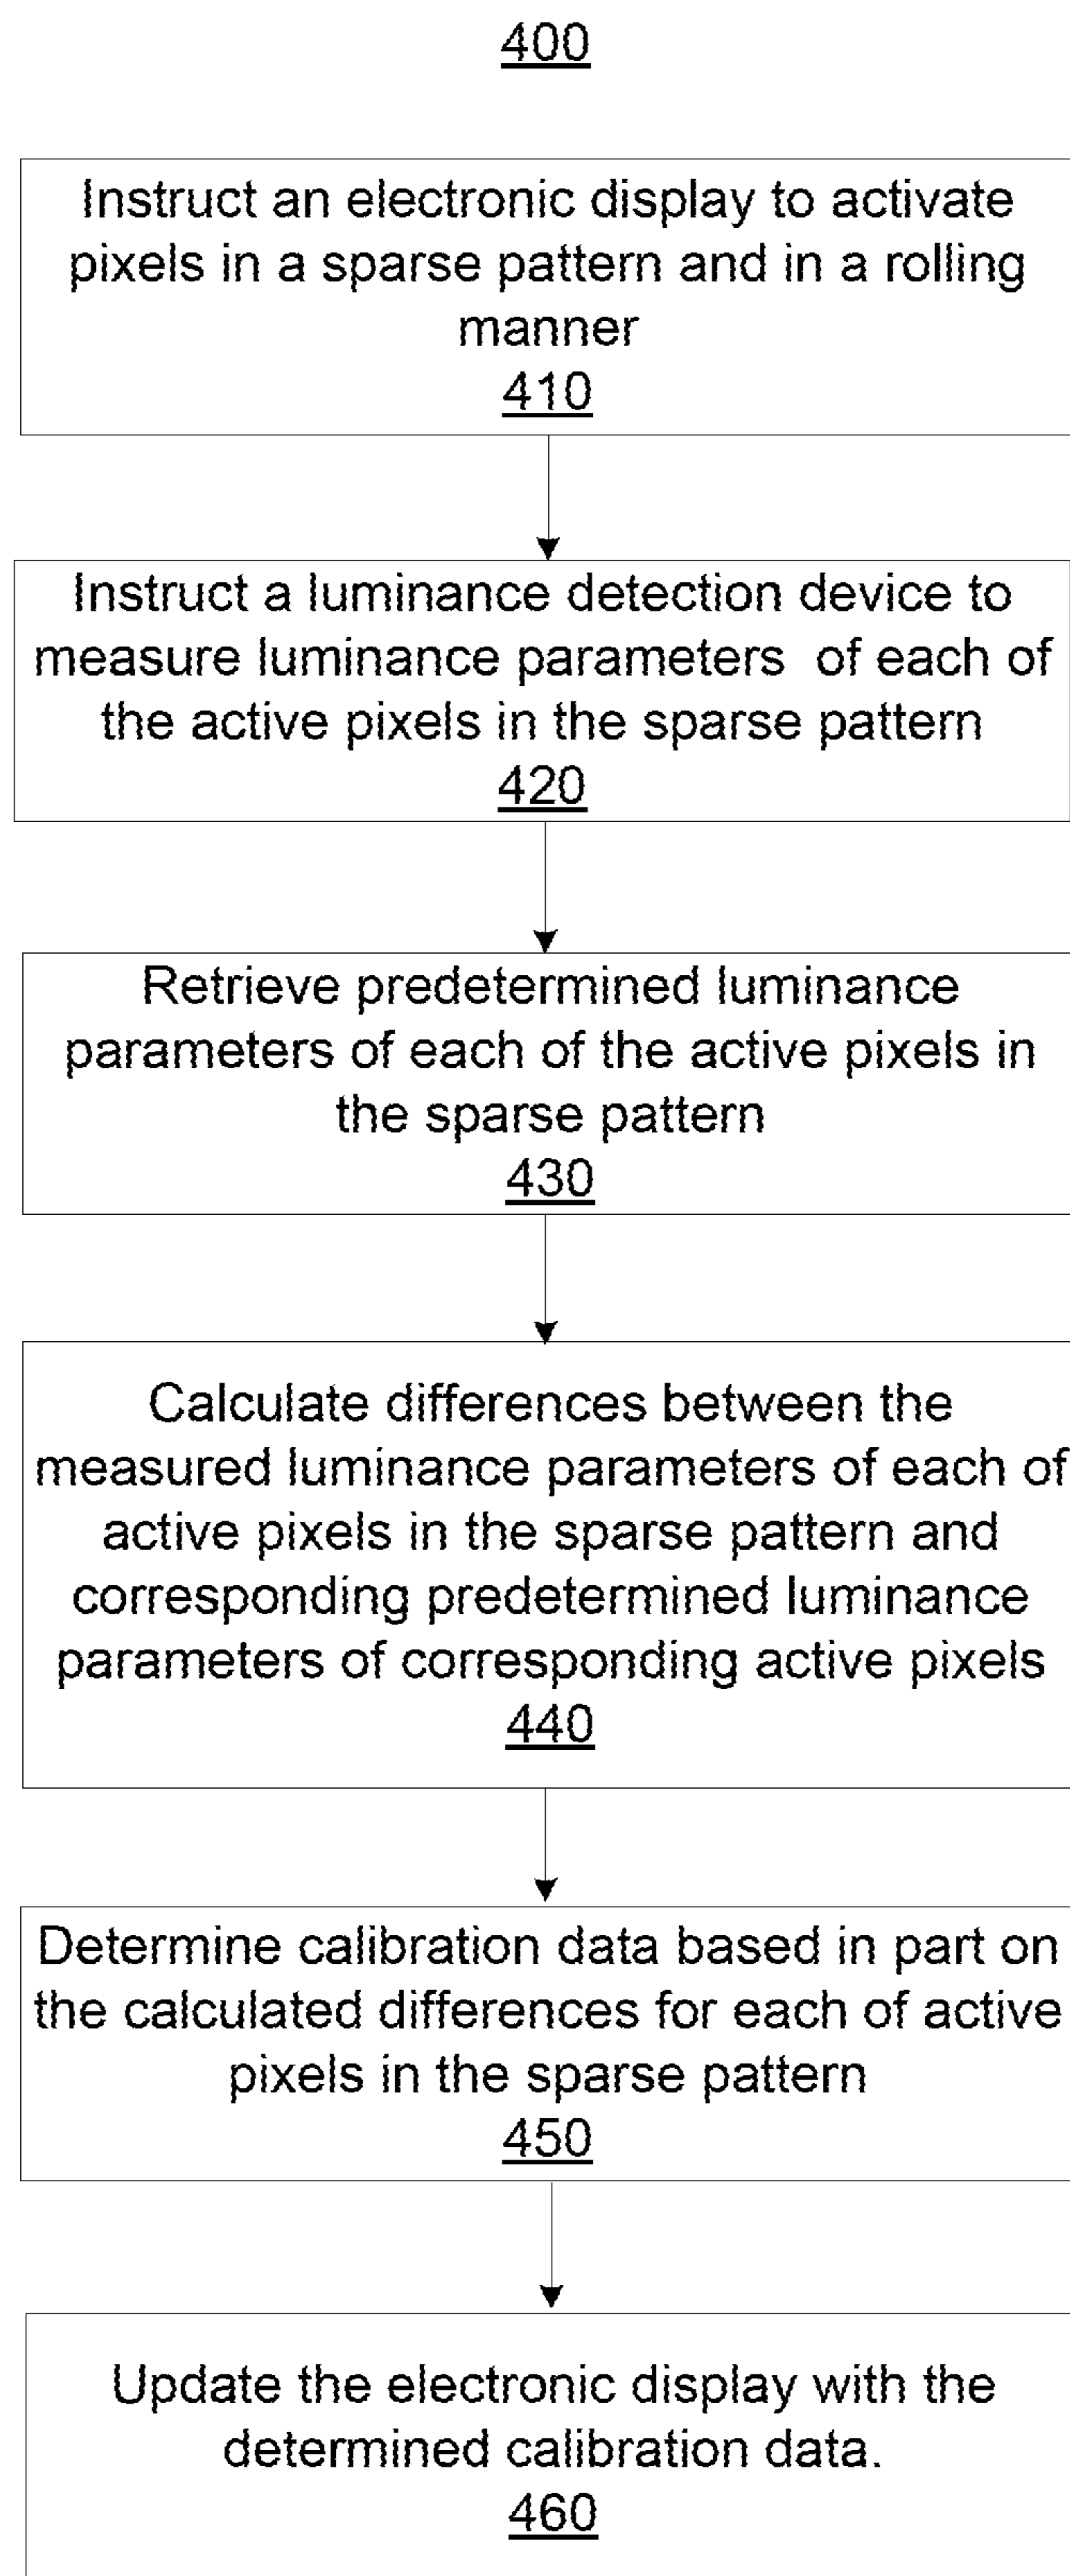 400
Instruct an electronic display to activate
pixels in a sparse pattern and in a rolling
manner
410
Instruct a luminance detection device to
measure luminance parameters of each of
the active pixels in the sparse pattern
420
Retrieve predetermined luminance
parameters of each of the active pixels in
the sparse pattern
430
Calculate differences between the
measured luminance parameters of each of
active pixels in the sparse pattern and
corresponding predetermined luminance
parameters of corresponding active pixels
440
Determine calibration data based in part on
the calculated differences for each of active
pixels in the sparse pattern
450
Update the electronic display with the
determined calibration data.
460